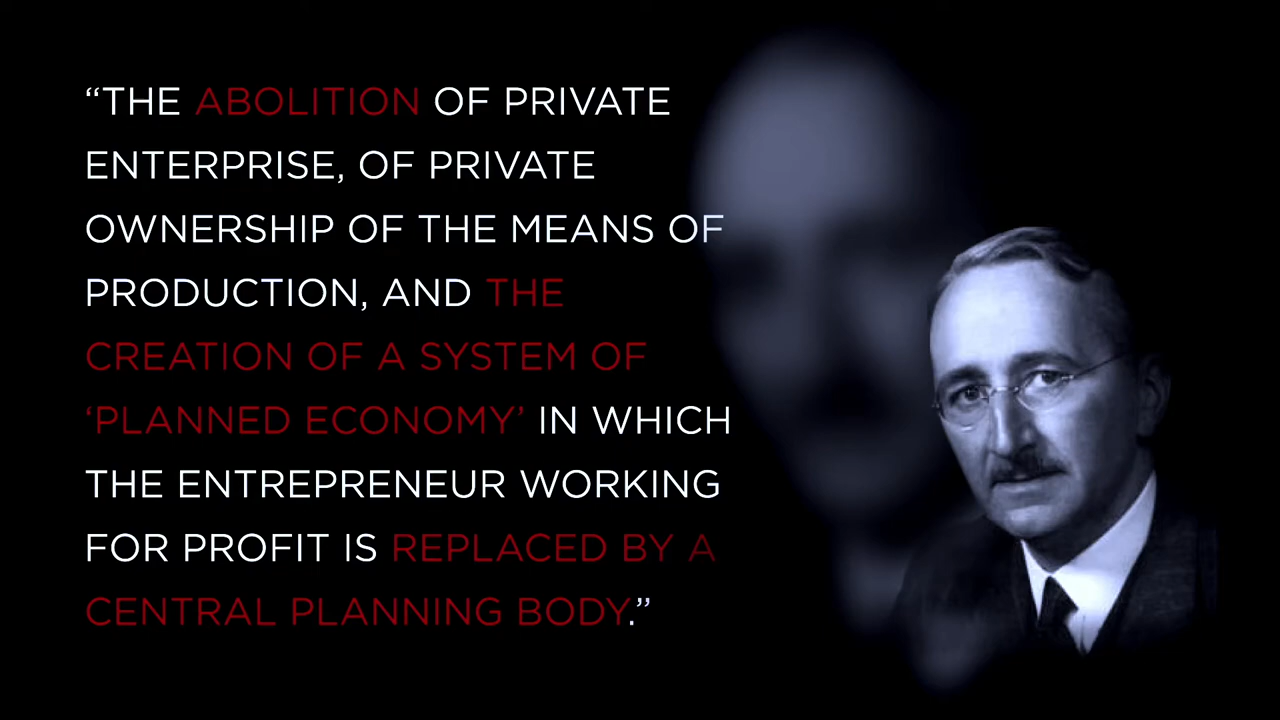 “THE ABOLITION OF PRIVATE
ENTERPRISE, OF PRIVATE
OWNERSHIP OF THE MEANS OF
PRODUCTION, AND THE
CREATION OF A SYSTEM OF
‘PLANNED ECONOMY’ IN WHICH
THE ENTREPRENEUR WORKING
FOR PROFIT IS REPLACED BY A
CENTRAL PLANNING BODY.”